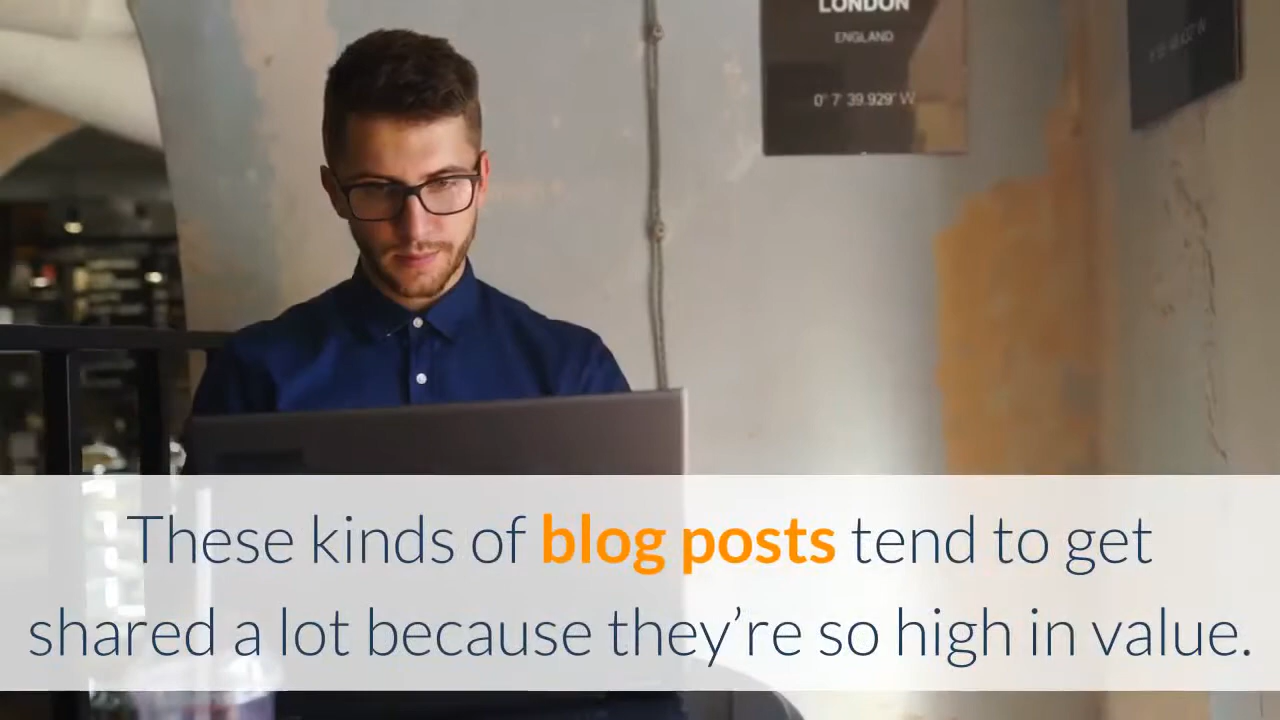 LONDON
ENGLAND
0° 7' 39.929" W
These kinds of blog posts tend to get
shared a lot because they’re so high in value.